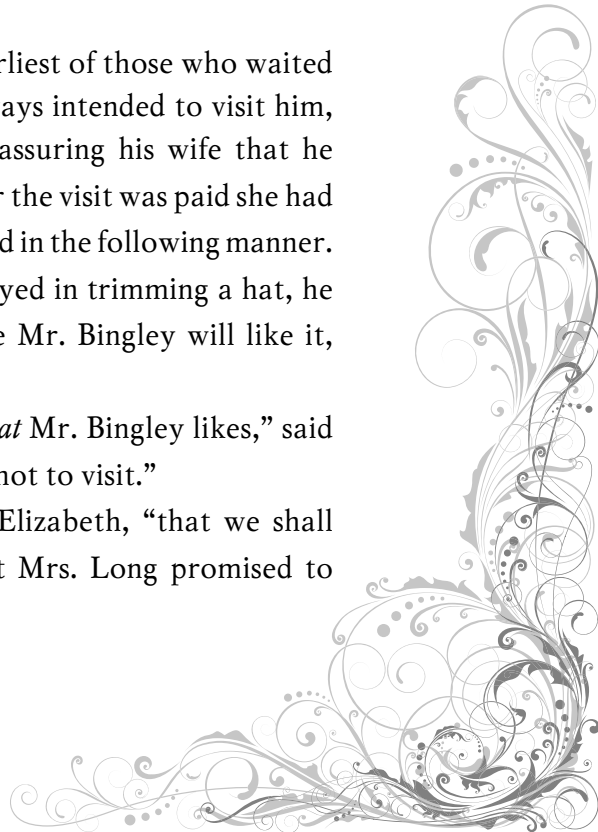 rliest of those who waited
ays intended to visit him,
assuring his wife that he
r the visit was paid she had
d in the following manner.
yed in trimming a hat, he
e Mr. Bingley will like it,
at Mr. Bingley likes,” said
not to visit.”
Elizabeth, “that we shall
t Mrs. Long promised to